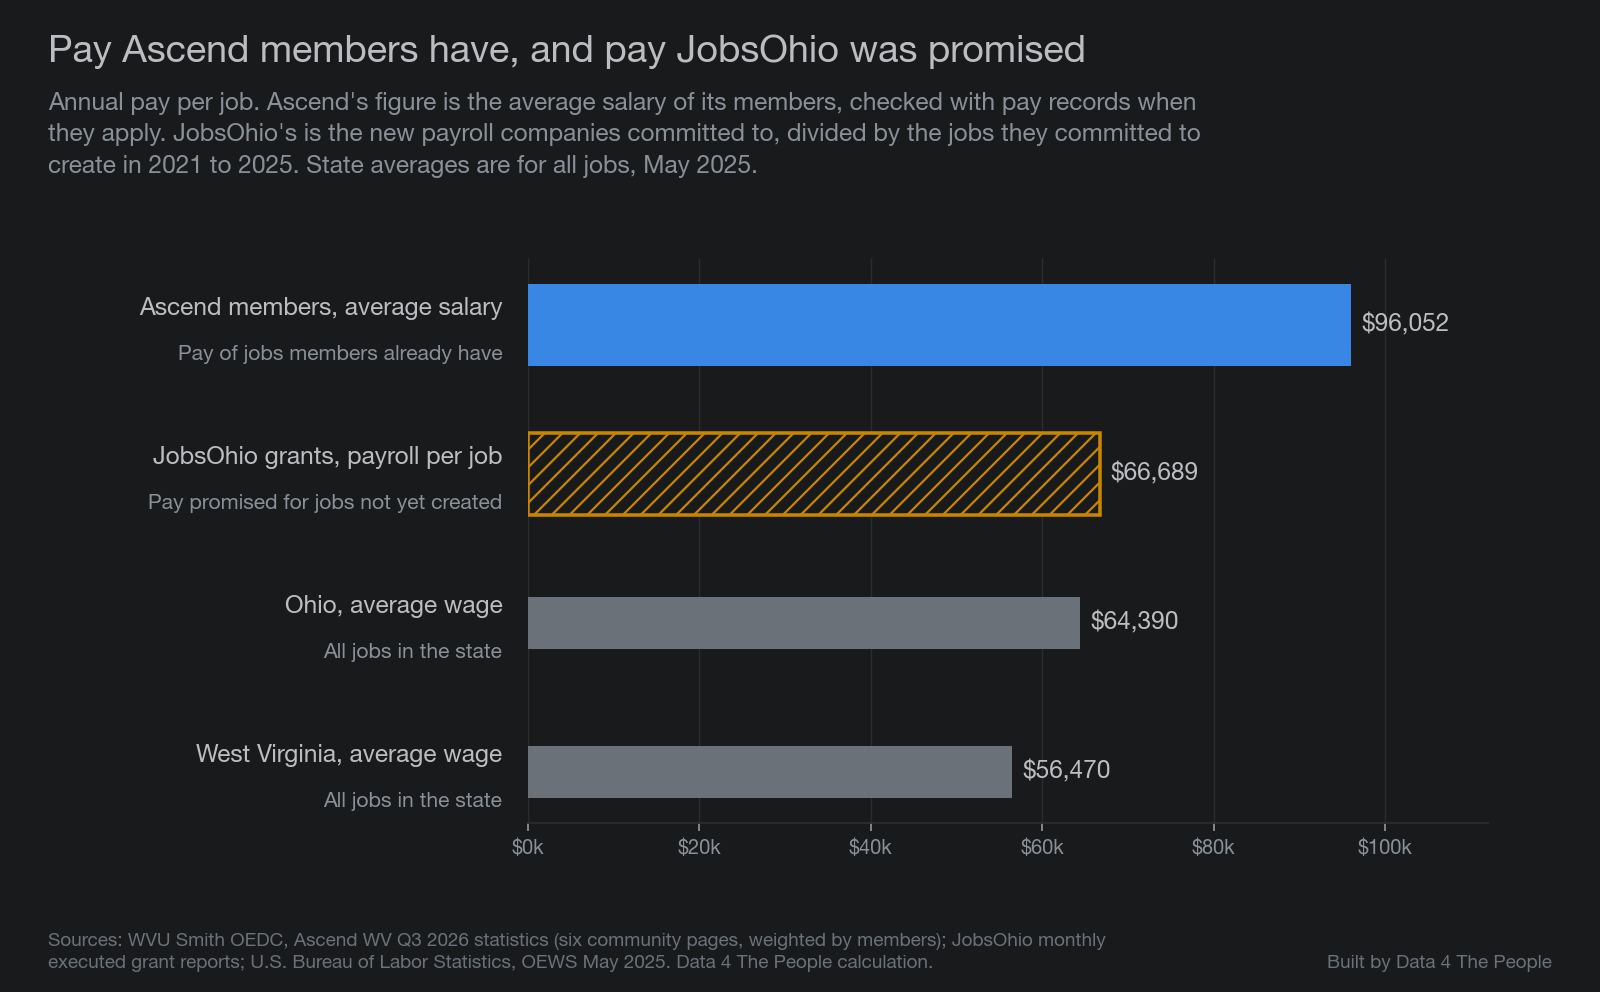 Pay Ascend members have, and pay JobsOhio was promised
Annual pay per job. Ascend's figure is the average salary of its members, checked with pay records when
they apply. JobsOhio's is the new payroll companies committed to, divided by the jobs they committed to
create in 2021 to 2025. State averages are for all jobs, May 2025.
Ascend members, average salary
Pay of jobs members already have
$96,052
JobsOhio grants, payroll per job
Pay promised for jobs not yet created
$66,689
Ohio, average wage
All jobs in the state
$64,390
West Virginia, average wage
All jobs in the state
$56,470
$0k $20k $40k $60k $80k $100k
Sources: WVU Smith OEDC, Ascend WV Q3 2026 statistics (six community pages, weighted by members); JobsOhio monthly
executed grant reports; U.S. Bureau of Labor Statistics, OEWS May 2025. Data 4 The People calculation.
Built by Data 4 The People